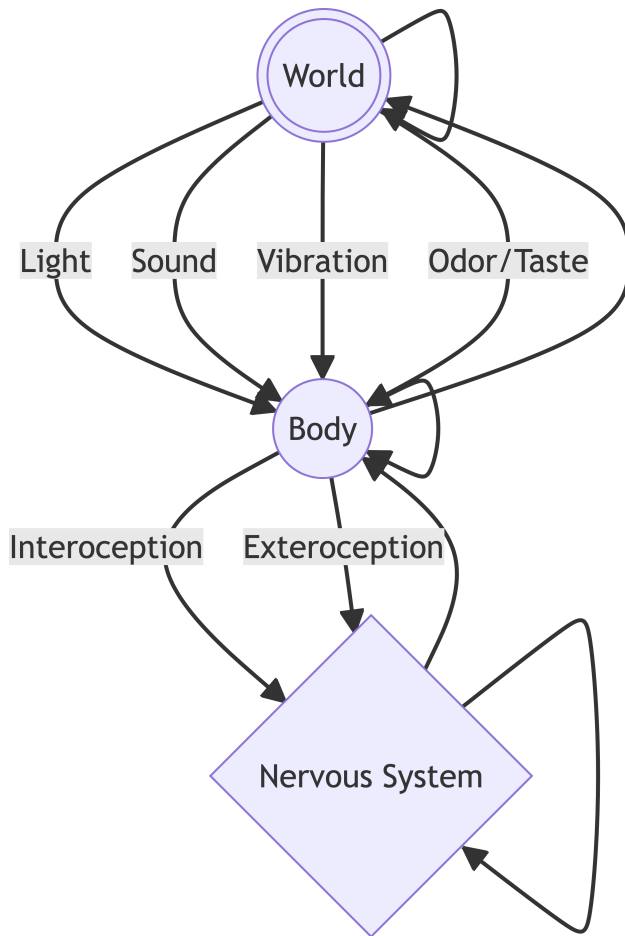 World
Light
Sound
Vibration
Odor/Taste
Body
Interoception
Exteroception
Nervous System